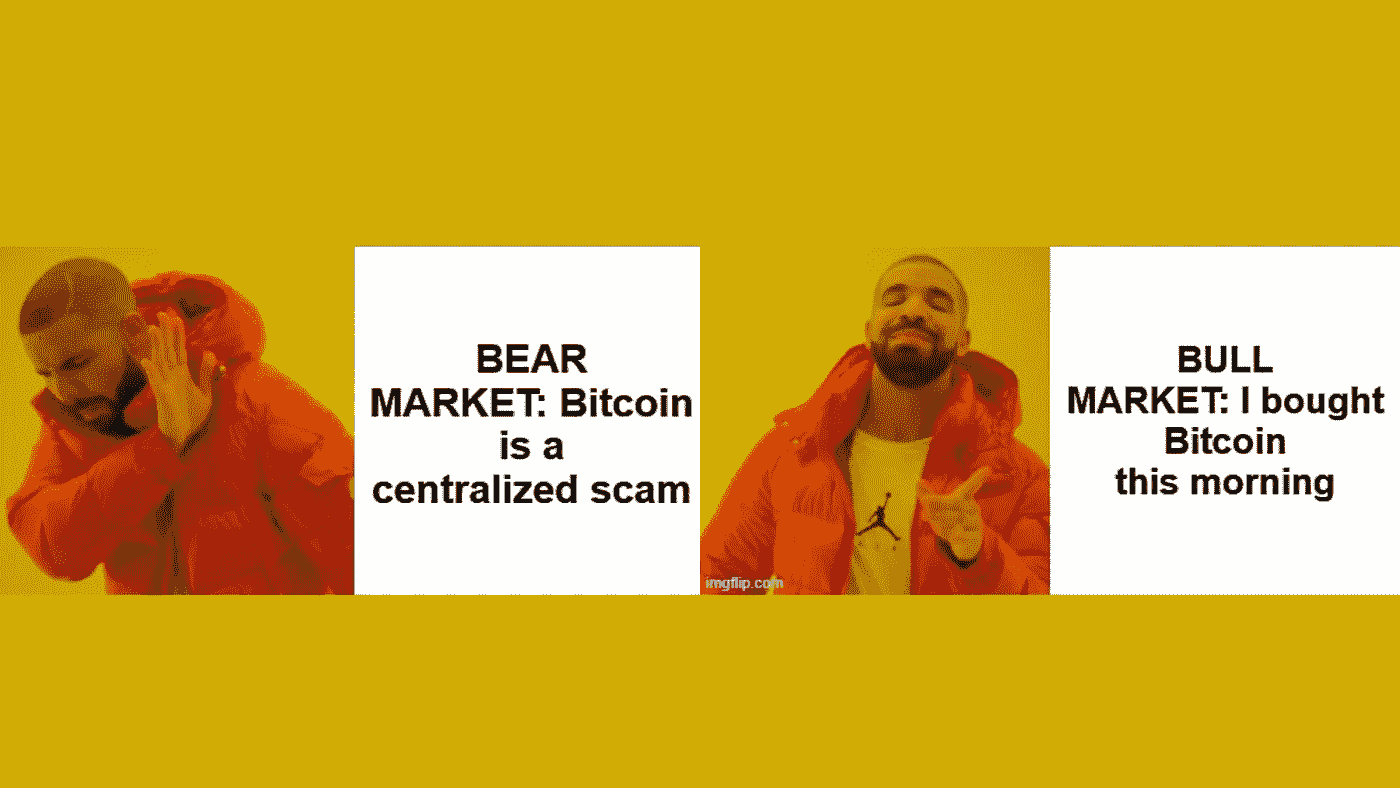 BEAR
MARKET: Bitcoin
is a
centralized scam
BULL
MARKET: I bought
Bitcoin
this morning
imgflip.com